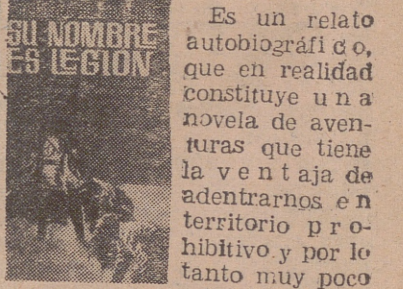 SU NOMBRE
ES LEGION
Es un relato
autobiográfico,
que en realidad
constituye una
novela de aven-
turas que tiene
la ventaja de
adentrarnos en
territorio pro-
hibitivo y por lo
tanto muy poco